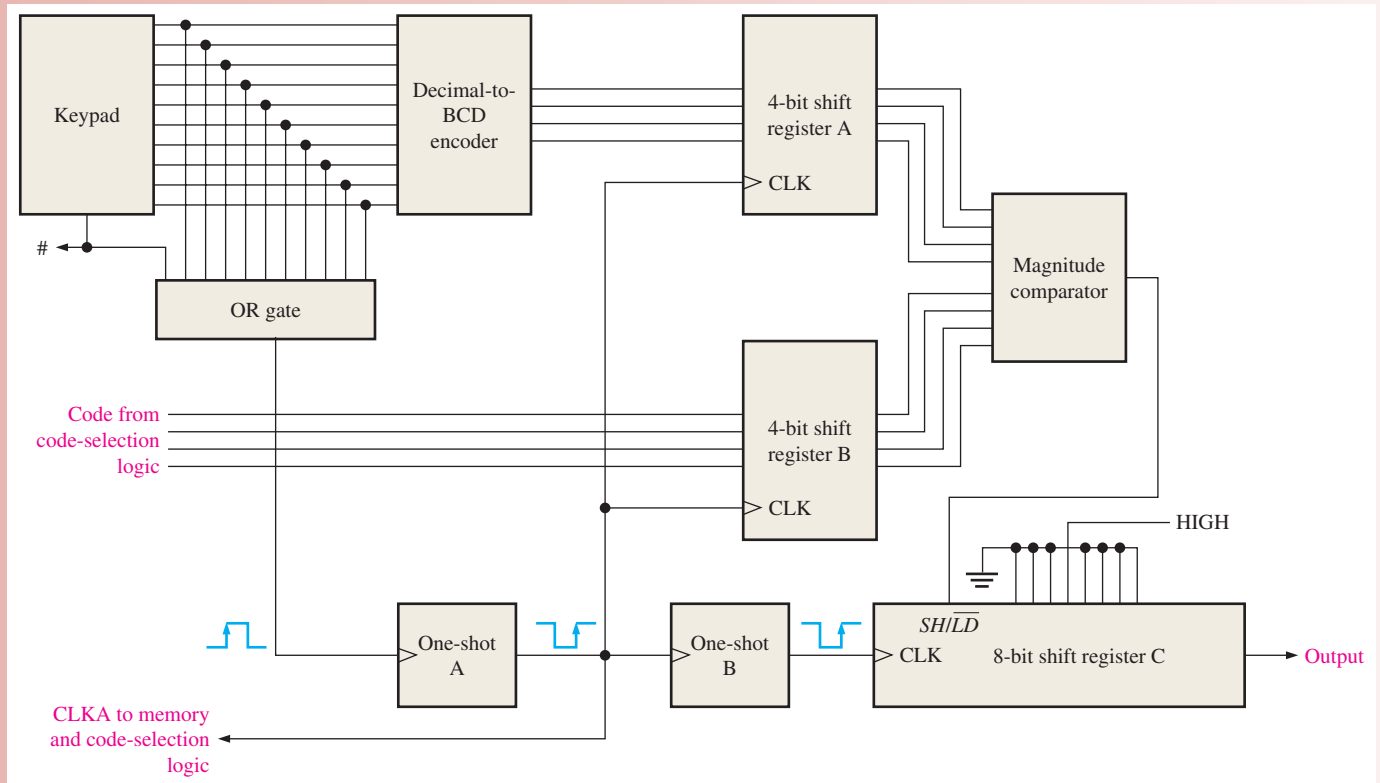 Keypad
Decimal-to-
BCD
encoder
4-bit shift
register A
CLK
#
OR gate
Magnitude
comparator
Code from
code-selection
logic
4-bit shift
register B
CLK
HIGH
One-shot
A
One-shot
B
SH/L̅D̅
CLK
8-bit shift register C
Output
CLKA to memory
and code-selection
logic